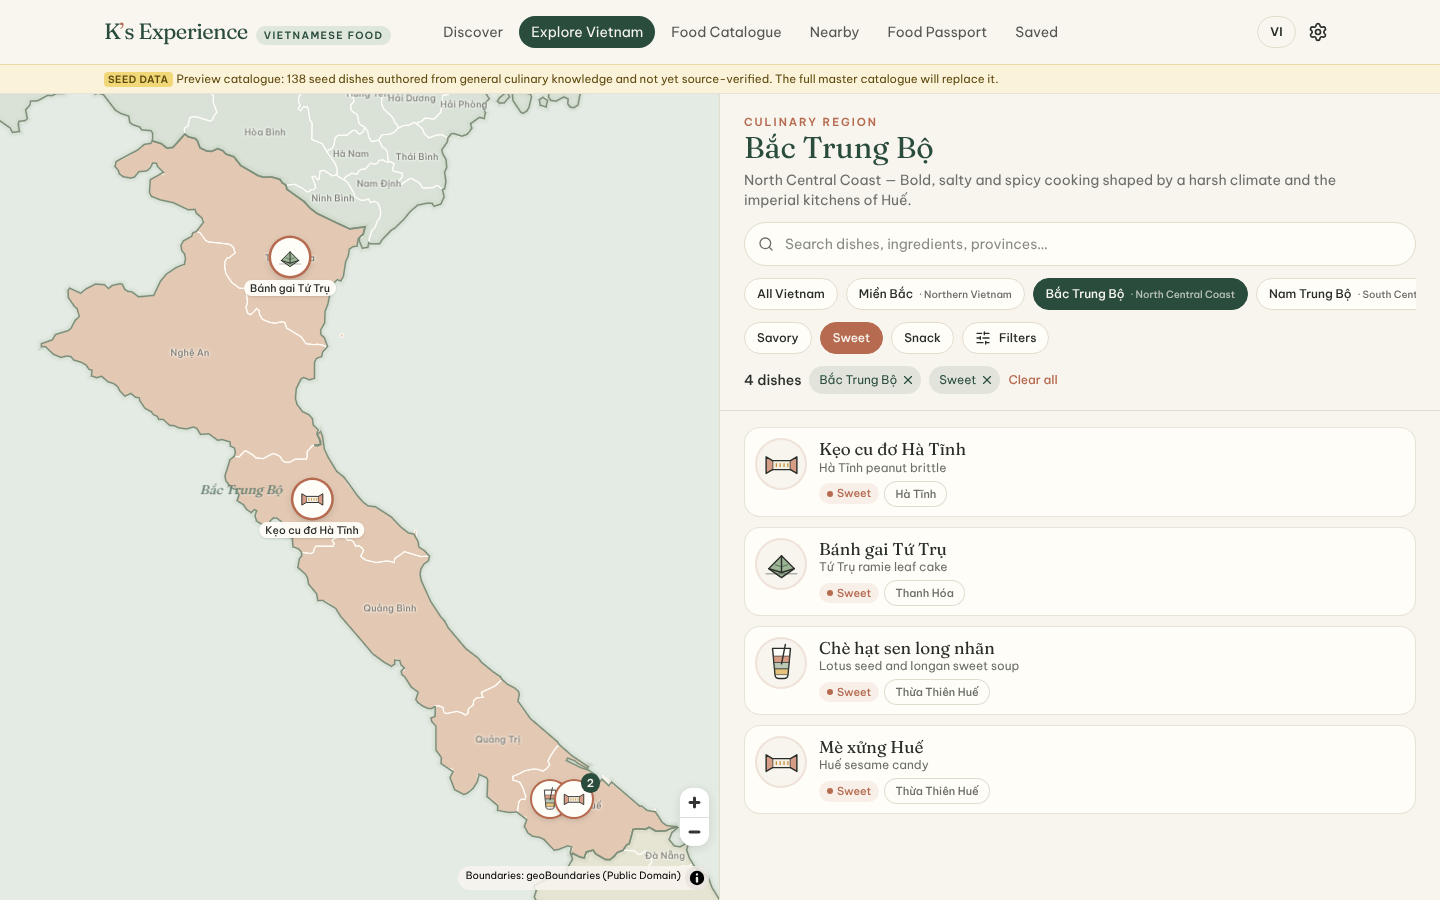 K's Experience VIETNAMESE FOOD
Discover
Explore Vietnam
Food Catalogue
Nearby
Food Passport
Saved
VI
SEED DATA Preview catalogue: 138 seed dishes authored from general culinary knowledge and not yet source-verified. The full master catalogue will replace it.
Hải Dương
Hải Phòng
Hòa Bình
Hà Nam
Thái Bình
Nam Định
Ninh Bình
Bánh gai Tứ Trụ
Nghệ An
Bắc Trung Bộ
Kẹo cu đơ Hà Tĩnh
Quảng Bình
Quảng Trị
2
Đà Nẵng
Boundaries: geoBoundaries (Public Domain)
CULINARY REGION
Bắc Trung Bộ
North Central Coast — Bold, salty and spicy cooking shaped by a harsh climate and the
imperial kitchens of Huế.
Search dishes, ingredients, provinces...
All Vietnam
Miền Bắc · Northern Vietnam
Bắc Trung Bộ · North Central Coast
Nam Trung Bộ · South Cent
Savory
Sweet
Snack
Filters
4 dishes
Bắc Trung Bộ
Sweet
Clear all
Kẹo cu đơ Hà Tĩnh
Hà Tĩnh peanut brittle
Sweet
Hà Tĩnh
Bánh gai Tứ Trụ
Tứ Trụ ramie leaf cake
Sweet
Thanh Hóa
Chè hạt sen long nhãn
Lotus seed and longan sweet soup
Sweet
Thừa Thiên Huế
Mè xửng Huế
Huế sesame candy
Sweet
Thừa Thiên Huế